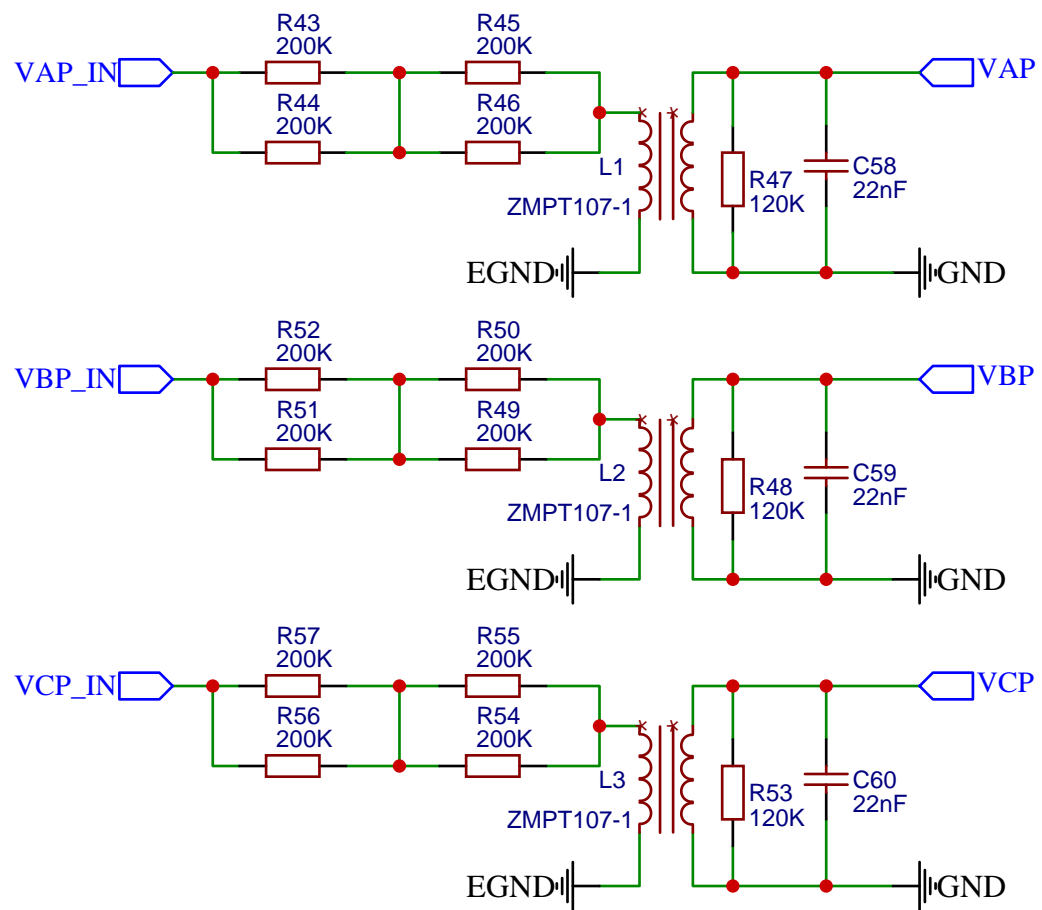 R43
200K
R45
200K
VAP_IN
VAP
R44
200K
R46
200K
L1
ZMPT107-1
R47
120K
C58
22nF
EGND
GND
R52
200K
R50
200K
VBP_IN
VBP
R51
200K
R49
200K
L2
ZMPT107-1
R48
120K
C59
22nF
EGND
GND
R57
200K
R55
200K
VCP_IN
VCP
R56
200K
R54
200K
L3
ZMPT107-1
R53
120K
C60
22nF
EGND
GND